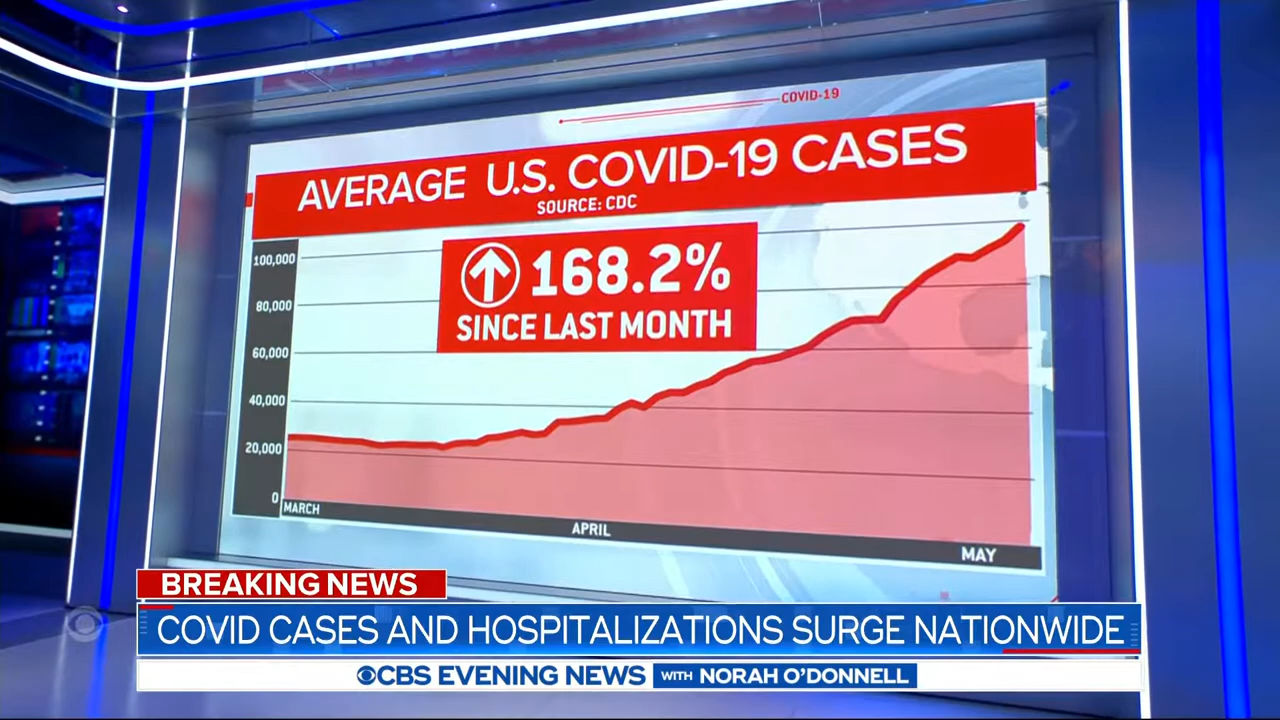 COVID-19
AVERAGE U.S. COVID-19 CASES
SOURCE: CDC
168.2%
SINCE LAST MONTH
100,000
80,000
60,000
40,000
20,000
0
MARCH
APRIL
MAY
BREAKING NEWS
COVID CASES AND HOSPITALIZATIONS SURGE NATIONWIDE
CBS EVENING NEWS WITH NORAH O'DONNELL